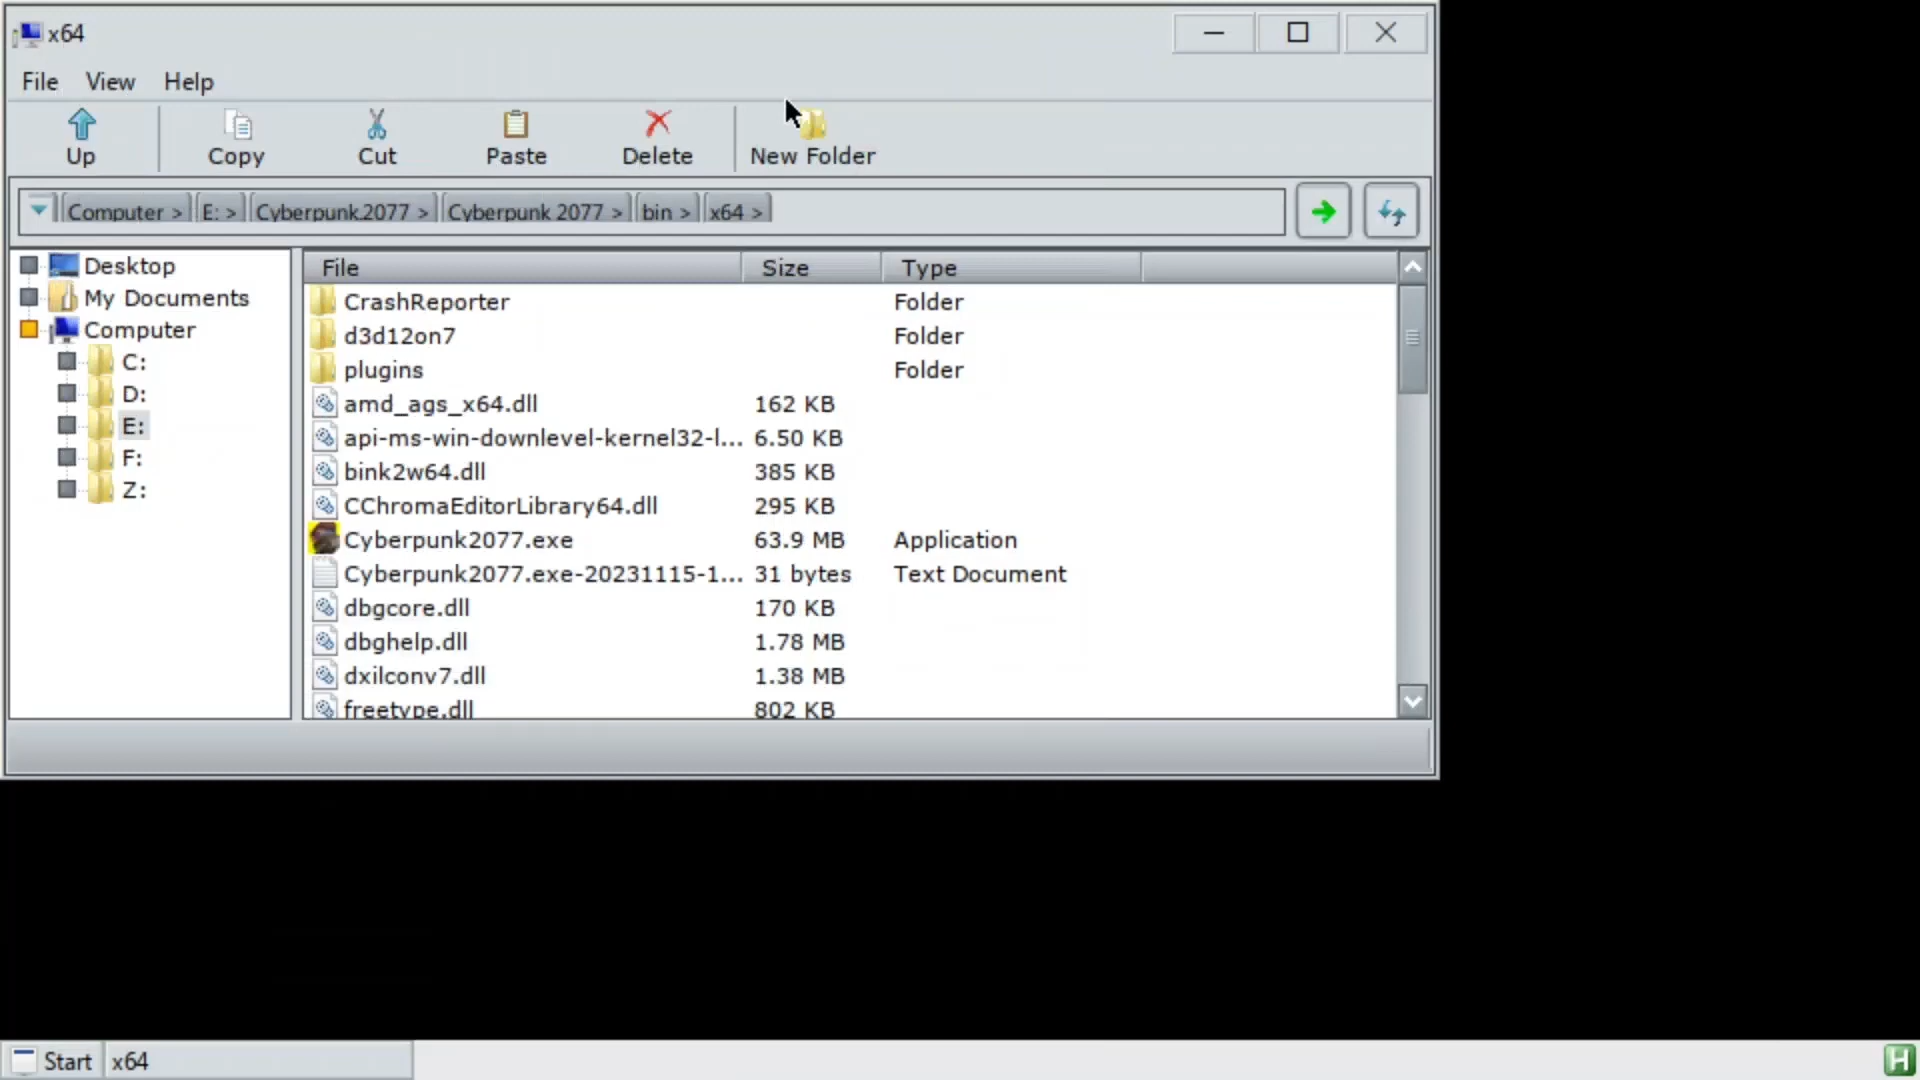 x64
File View Help
Up Copy Cut Paste Delete New Folder
Computer > E: > Cyberpunk.2077 > Cyberpunk 2077 > bin > x64 >
Desktop
My Documents
Computer
C:
D:
E:
F:
Z:
File Size Type
CrashReporter Folder
d3d12on7 Folder
plugins Folder
amd_ags_x64.dll 162 KB
api-ms-win-downlevel-kernel32-l... 6.50 KB
bink2w64.dll 385 KB
CChromaEditorLibrary64.dll 295 KB
Cyberpunk2077.exe 63.9 MB Application
Cyberpunk2077.exe-20231115-1... 31 bytes Text Document
dbgcore.dll 170 KB
dbghelp.dll 1.78 MB
dxilconv7.dll 1.38 MB
freetype.dll 802 KB
Start x64 H